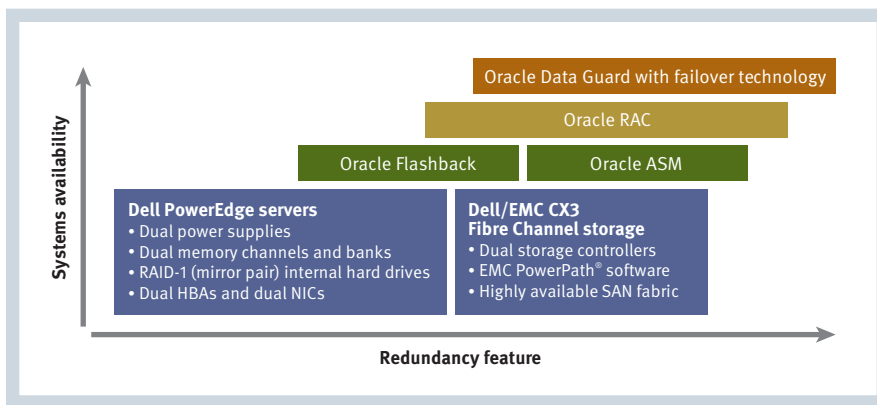 Oracle Data Guard with failover technology
Oracle RAC
Oracle Flashback
Oracle ASM
Dell PowerEdge servers
• Dual power supplies
• Dual memory channels and banks
• RAID-1 (mirror pair) internal hard drives
• Dual HBAs and dual NICs
Dell/EMC CX3
Fibre Channel storage
• Dual storage controllers
• EMC PowerPath® software
• Highly available SAN fabric
Systems availability
Redundancy feature